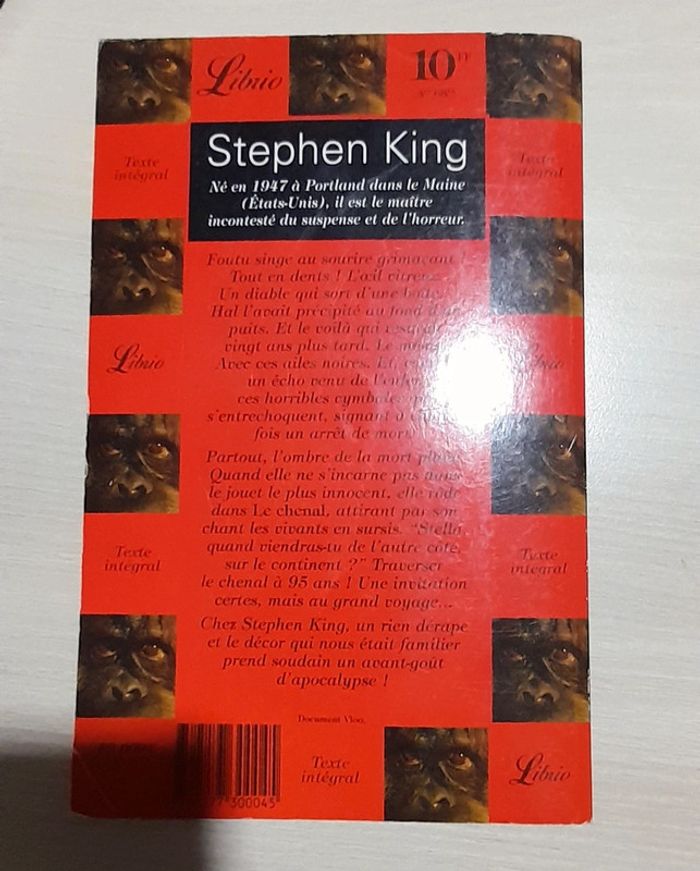 Librio
10 FF
Stephen King
Né en 1947 à Portland dans le Maine
(États-Unis), il est le maître
incontesté du suspense et de l'horreur.
Texte
intégral
Texte
intégral
Foutu singe au sourire grimaçant !
Tout en dents ! L'œil vitreux
Un diable qui sort d'une
Hal l'avait précipité au fond d'un
puits. Et le voilà qui
vingt ans plus tard. Le
Avec ces ailes noires. Et,
un écho venu de l'enfer
ces horribles cymbales
s'entrechoquent, signant à
fois un arrêt de mort
Librio
Librio
Partout, l'ombre de la mort
Quand elle ne s'incarne pas dans
le jouet le plus innocent, elle rôde
dans Le chenal, attirant par son
chant les vivants en sursis. "Stella,
quand viendras-tu de l'autre côté,
sur le continent ?" Traverser
le chenal à 95 ans ! Une invitation
certes, mais au grand voyage...
Texte
intégral
Texte
intégral
Chez Stephen King, un rien dérape
et le décor qui nous était familier
prend soudain un avant-goût
d'apocalypse !
Document Vloo.
300045
Texte
intégral
Librio